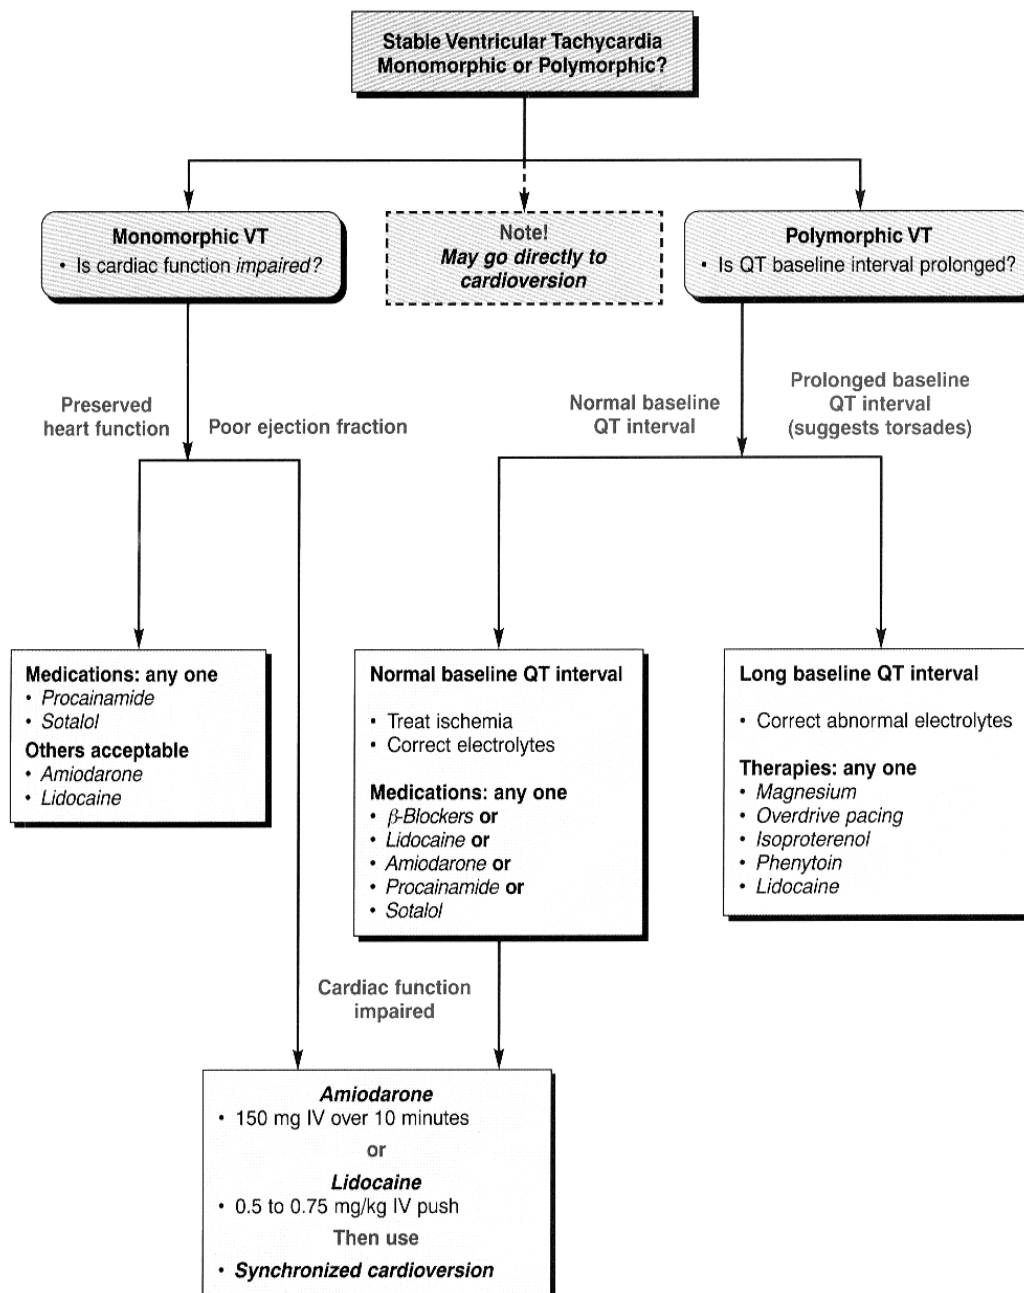 Stable Ventricular Tachycardia
Monomorphic or Polymorphic?
Monomorphic VT
• Is cardiac function impaired?
Note!
May go directly to
cardioversion
Polymorphic VT
• Is QT baseline interval prolonged?
Preserved
heart function
Poor ejection fraction
Normal baseline
QT interval
Prolonged baseline
QT interval
(suggests torsades)
Medications: any one
• Procainamide
• Sotalol
Others acceptable
• Amiodarone
• Lidocaine
Normal baseline QT interval
• Treat ischemia
• Correct electrolytes
Medications: any one
• β-Blockers or
• Lidocaine or
• Amiodarone or
• Procainamide or
• Sotalol
Long baseline QT interval
• Correct abnormal electrolytes
Therapies: any one
• Magnesium
• Overdrive pacing
• Isoproterenol
• Phenytoin
• Lidocaine
Cardiac function
impaired
Amiodarone
• 150 mg IV over 10 minutes
or
Lidocaine
• 0.5 to 0.75 mg/kg IV push
Then use
• Synchronized cardioversion